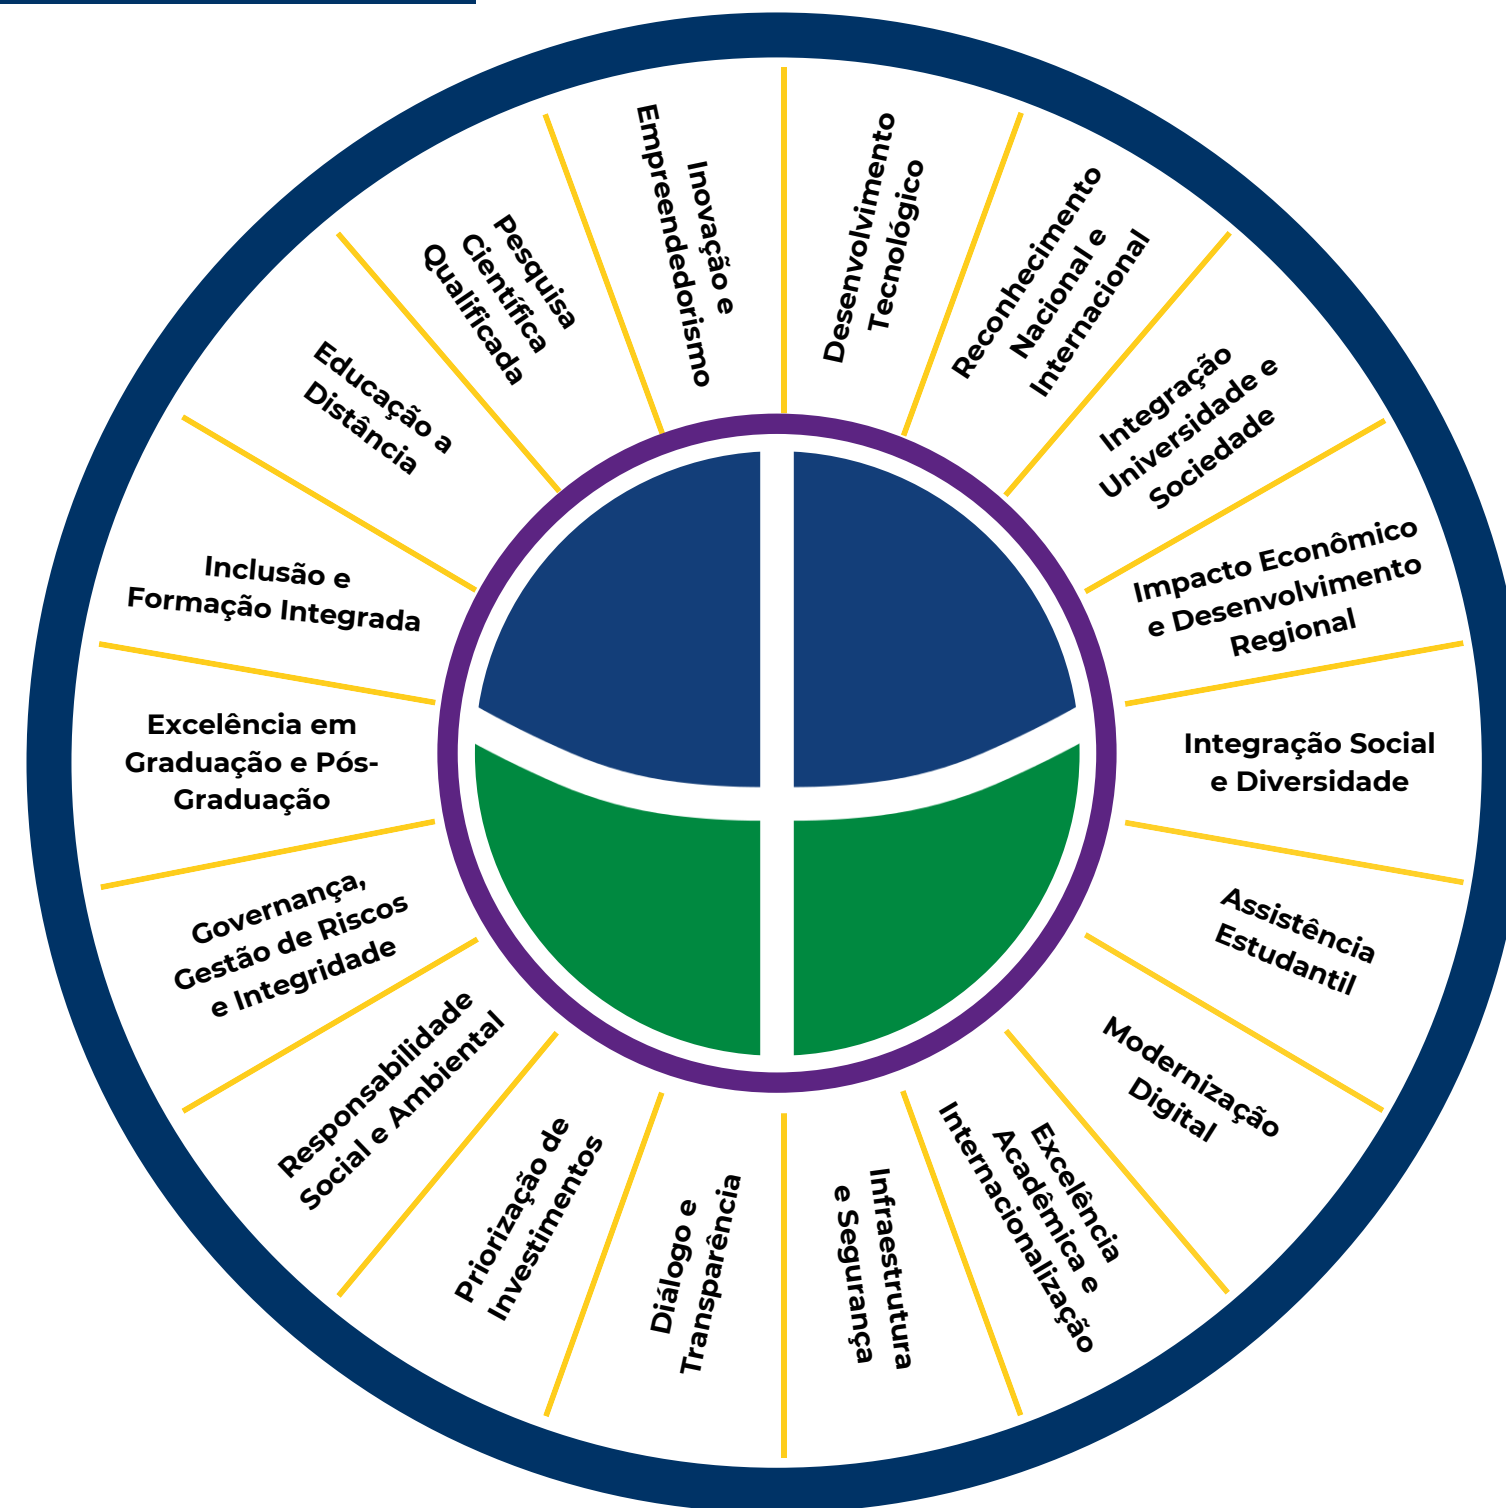 Desenvolvimento
Tecnológico
Reconhecimento
Nacional e
Internacional
Integração
Universidade e
Sociedade
Impacto Econômico
e Desenvolvimento
Regional
Integração Social
e Diversidade
Assistência
Estudantil
Modernização
Digital
Excelência
Acadêmica e
Internacionalização
Infraestrutura
e Segurança
Diálogo e
Transparência
Priorização de
Investimentos
Responsabilidade
Social e Ambiental
Governança,
Gestão de Riscos
e Integridade
Excelência em
Graduação e Pós-
Graduação
Inclusão e
Formação Integrada
Educação a
Distância
Pesquisa
Científica
Qualificada
Inovação e
Empreendedorismo